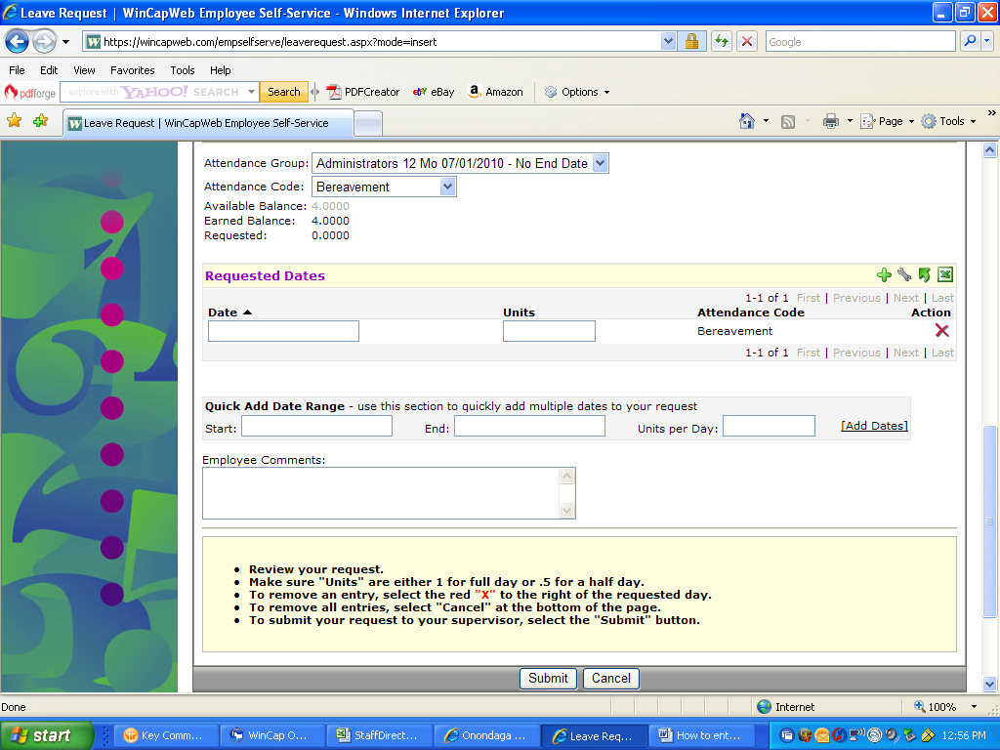 Leave Request | WinCapWeb Employee Self-Service - Windows Internet Explorer
https://wincapweb.com/empselfserve/leaverequest.aspx?mode=insert
Google
File Edit View Favorites Tools Help
pdfforge explore with YAHOO! SEARCH Search PDFCreator eBay Amazon Options
Leave Request | WinCapWeb Employee Self-Service Page Tools »
Attendance Group: Administrators 12 Mo 07/01/2010 - No End Date
Attendance Code: Bereavement
Available Balance: 4.0000
Earned Balance: 4.0000
Requested: 0.0000
Requested Dates
1-1 of 1 First | Previous | Next | Last
Date Units Attendance Code Action
Bereavement
1-1 of 1 First | Previous | Next | Last
Quick Add Date Range - use this section to quickly add multiple dates to your request
Start: End: Units per Day: [Add Dates]
Employee Comments:
• Review your request.
• Make sure "Units" are either 1 for full day or .5 for a half day.
• To remove an entry, select the red "X" to the right of the requested day.
• To remove all entries, select "Cancel" at the bottom of the page.
• To submit your request to your supervisor, select the "Submit" button.
Submit Cancel
Done Internet 100%
start Key Comm... WinCap O... StaffDirect... Onondaga ... Leave Req... How to ent... 12:56 PM